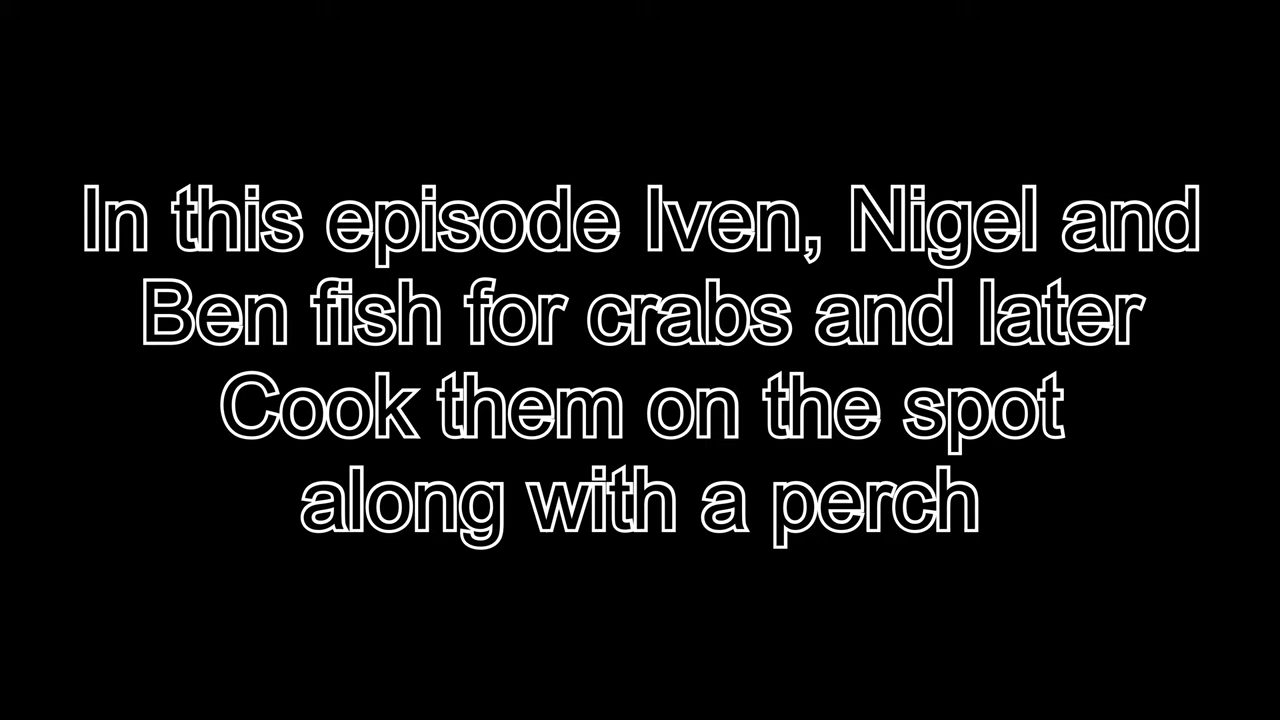 In this episode Iven, Nigel and
Ben fish for crabs and later
Cook them on the spot
along with a perch